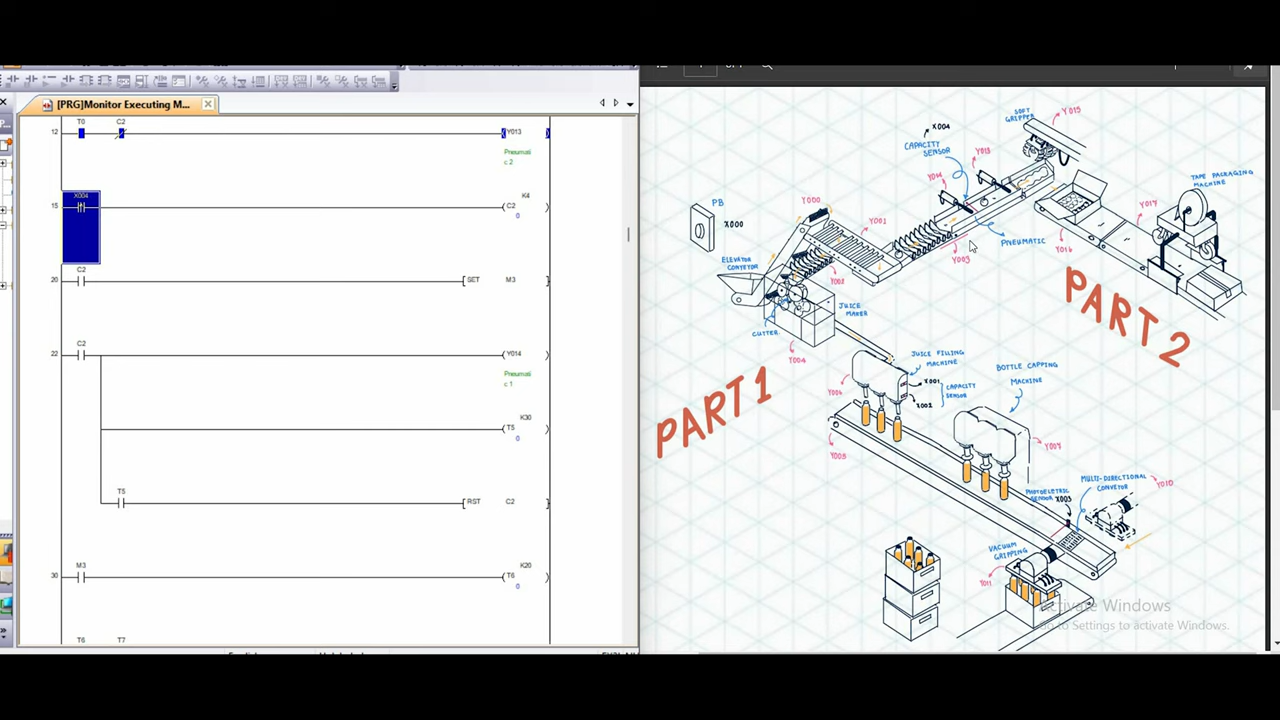 [PRG]Monitor Executing M...
T0 C2
12 Y013
Pneumati
c 2
X004 K4
15 C2
0
C2
20 SET M3
C2
22 Y014
Pneumati
c 1
K30
T5
0
T5
RST C2
M3 K20
30 T6
0
T6 T7
SOFT
GRIPPER
Y015
X004
CAPACITY
SENSOR
Y013
Y014
TAPE PACKAGING
MACHINE
PB
X000
Y000
Y001
Y017
PNEUMATIC
Y016
Y003
ELEVATOR
CONVEYOR
Y002
JUICE
MAKER
CUTTER
Y004
PART 2
JUICE FILLING
MACHINE
BOTTLE CAPPING
MACHINE
X001
CAPACITY
SENSOR
X002
Y006
PART 1
Y007
Y005
MULTI-DIRECTIONAL
CONVEYOR
Y010
PHOTOELETRIC
SENSOR X003
VACUUM
GRIPPING
Y011
Activate Windows
Go to Settings to activate Windows.